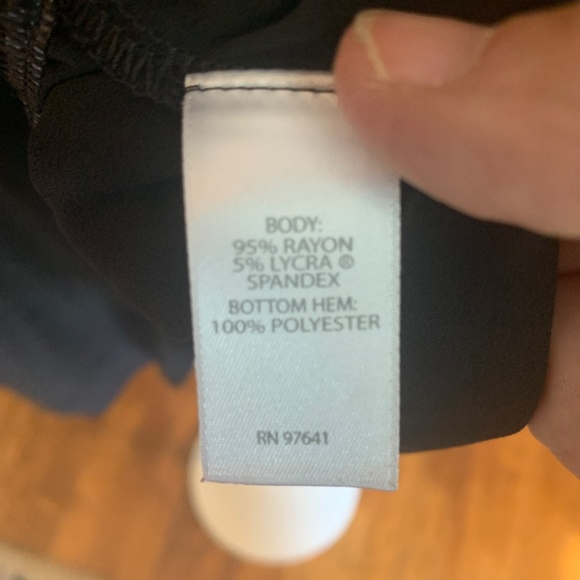 BODY:
95% RAYON
5% LYCRA ®
SPANDEX
BOTTOM HEM:
100% POLYESTER
RN 97641